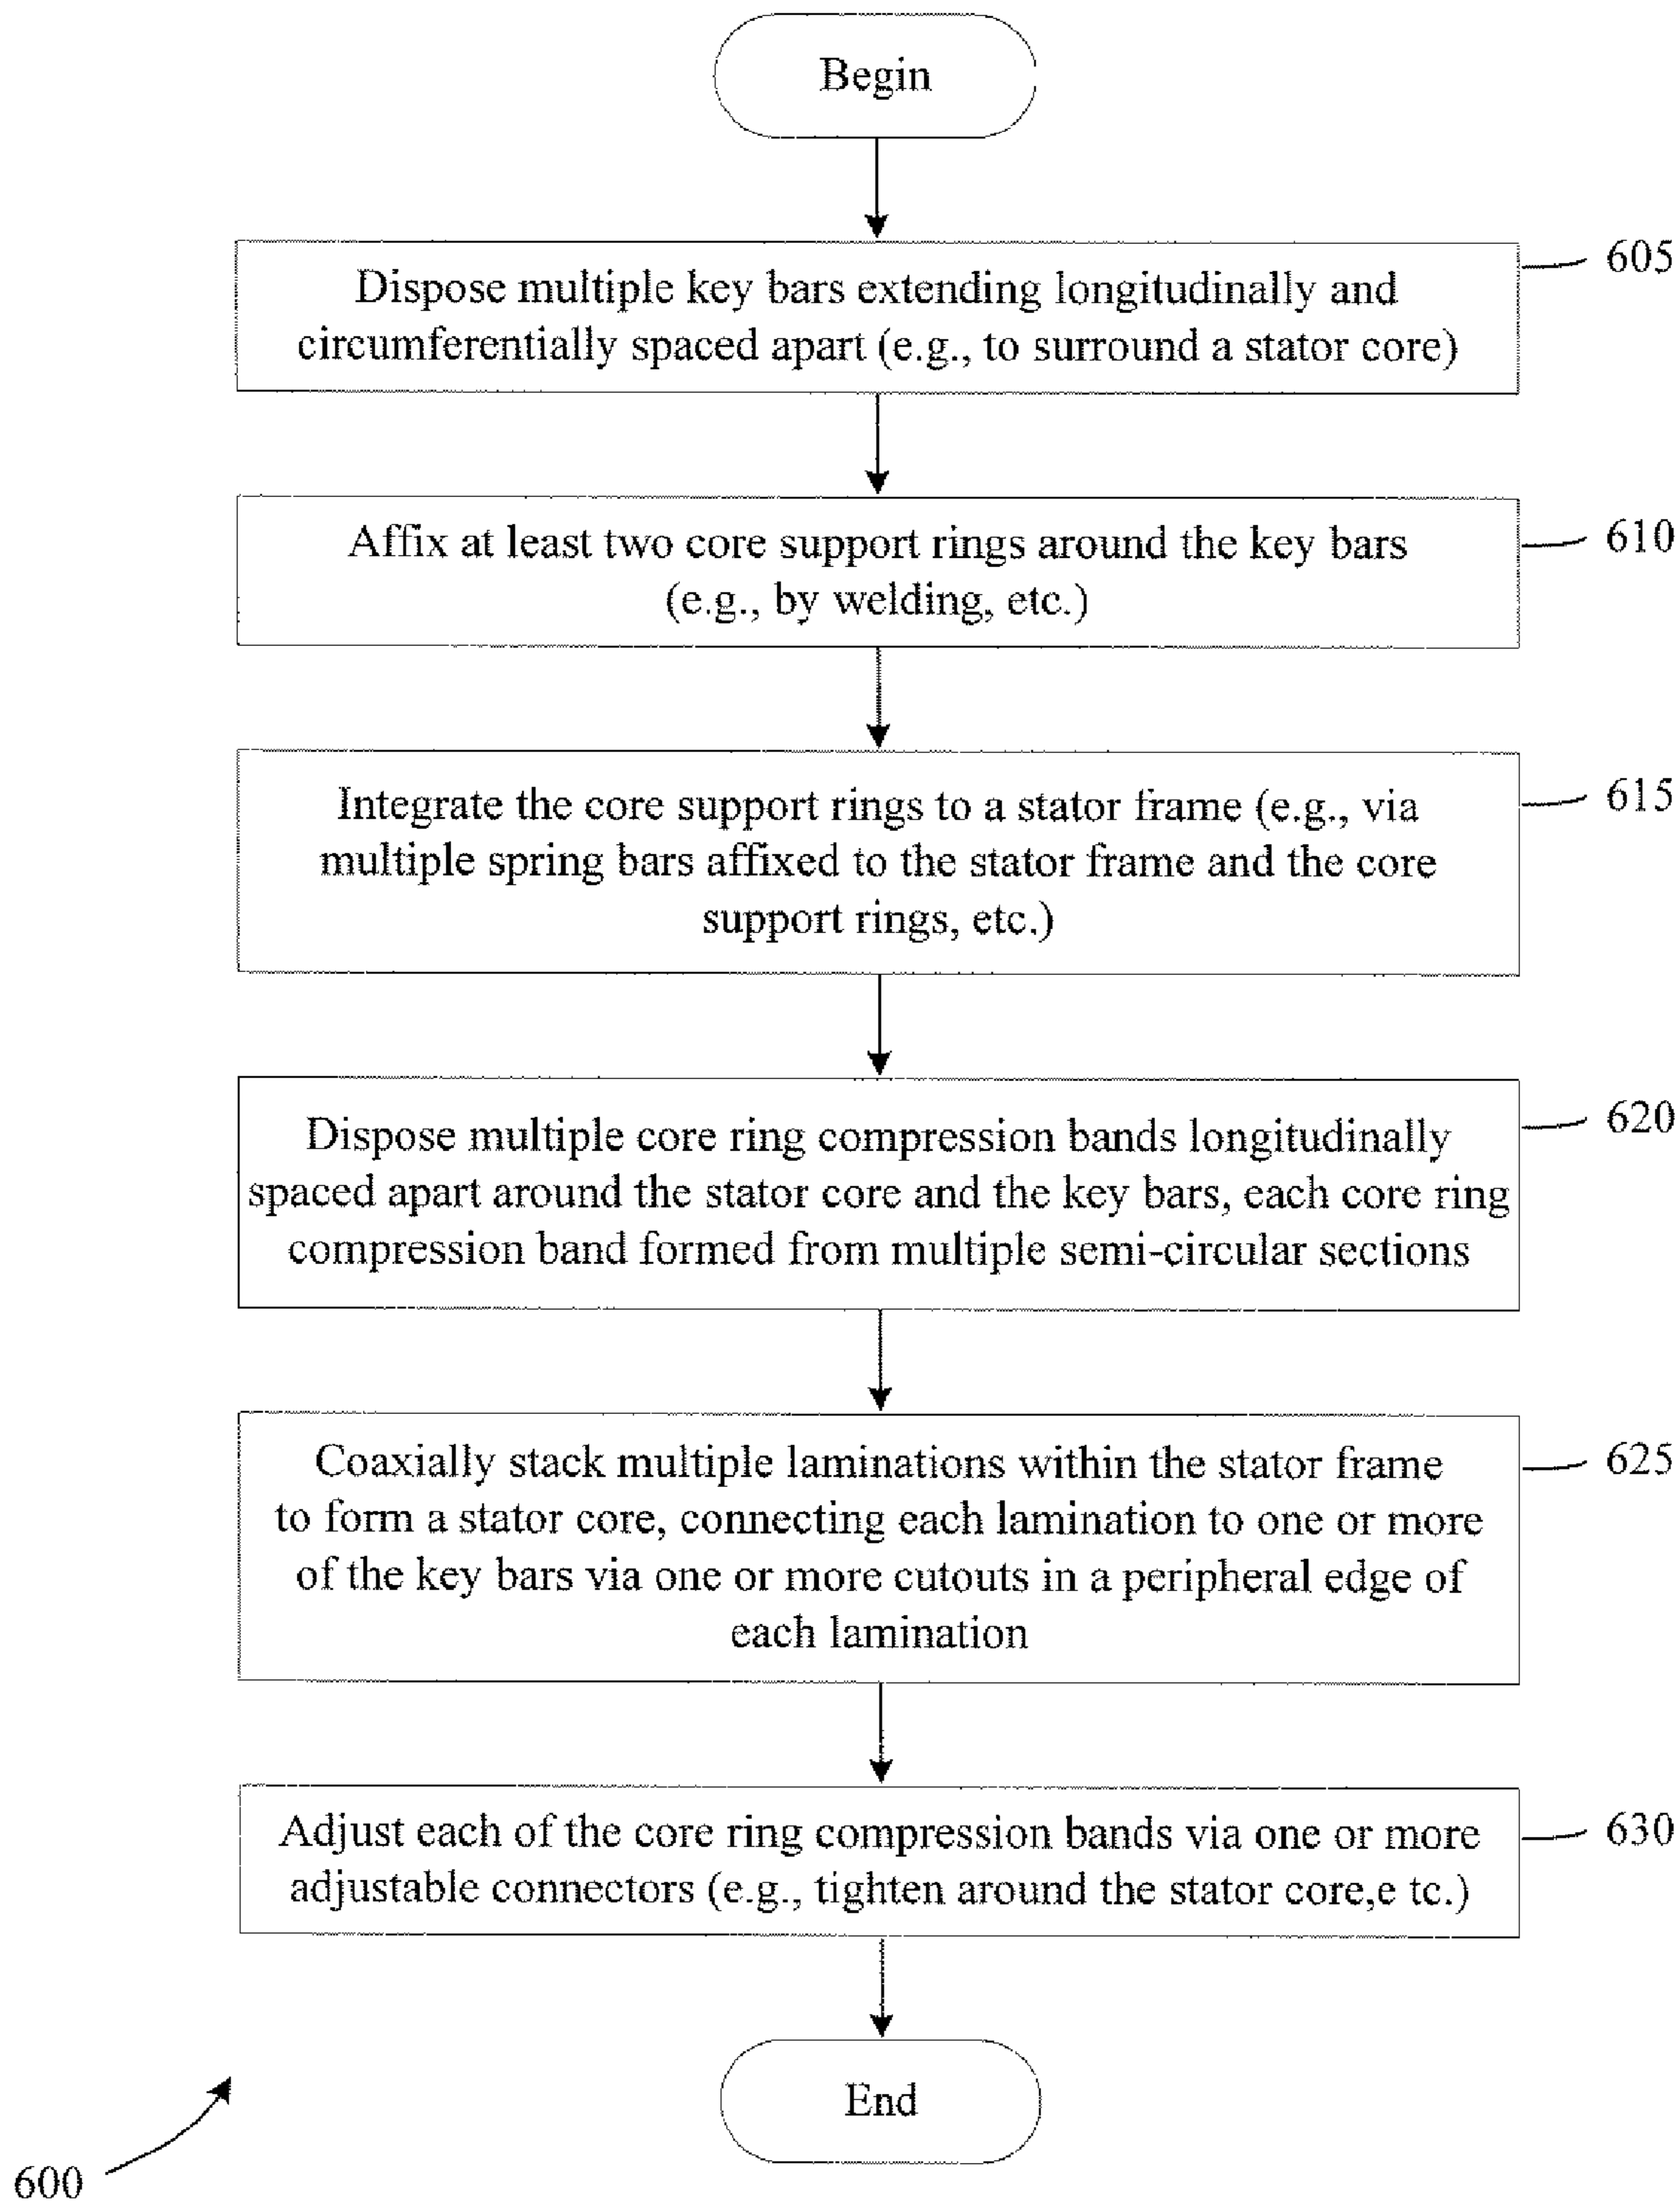 Begin
605
Dispose multiple key bars extending longitudinally and
circumferentially spaced apart (e.g., to surround a stator core)
610
Affix at least two core support rings around the key bars
(e.g., by welding, etc.)
615
Integrate the core support rings to a stator frame (e.g., via
multiple spring bars affixed to the stator frame and the core
support rings, etc.)
620
Dispose multiple core ring compression bands longitudinally
spaced apart around the stator core and the key bars, each core ring
compression band formed from multiple semi-circular sections
625
Coaxially stack multiple laminations within the stator frame
to form a stator core, connecting each lamination to one or more
of the key bars via one or more cutouts in a peripheral edge of
each lamination
630
Adjust each of the core ring compression bands via one or more
adjustable connectors (e.g., tighten around the stator core,e tc.)
End
600